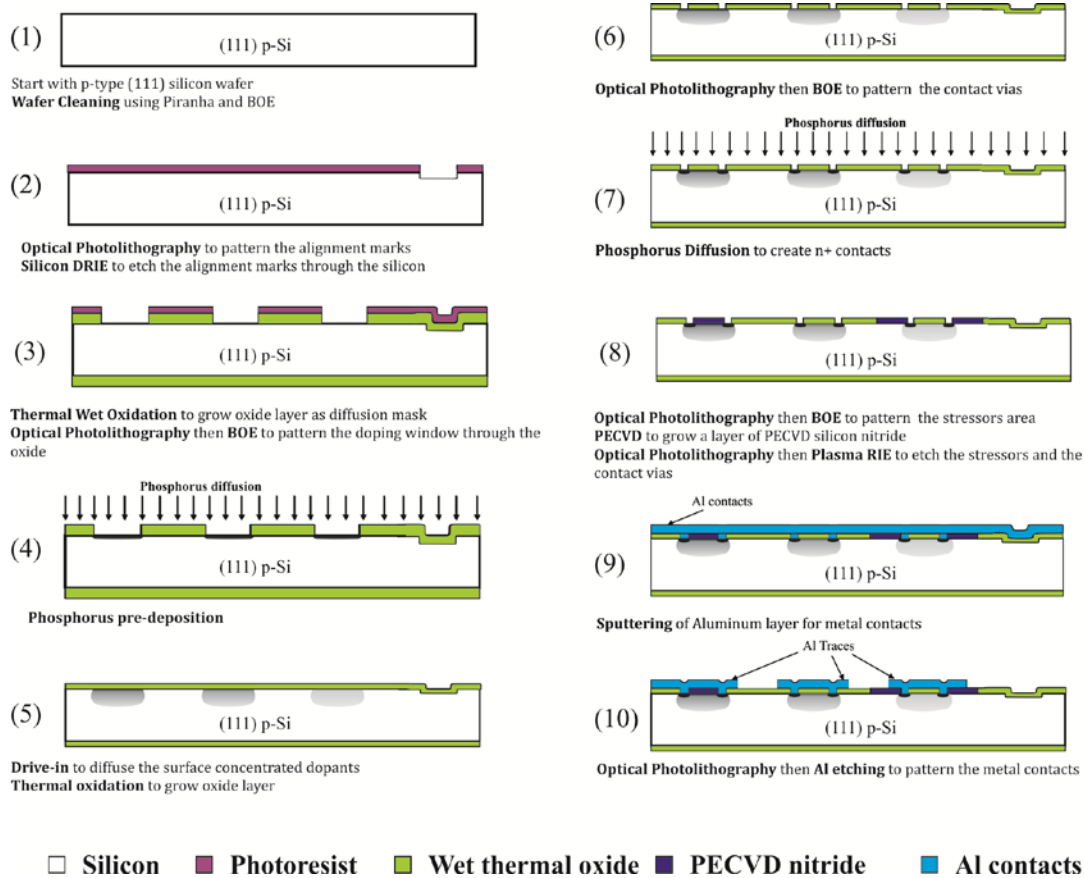 (1)
(111) p-Si
Start with p-type (111) silicon wafer
Wafer Cleaning using Piranha and BOE
(2)
(111) p-Si
Optical Photolithography to pattern the alignment marks
Silicon DRIE to etch the alignment marks through the silicon
(3)
(111) p-Si
Thermal Wet Oxidation to grow oxide layer as diffusion mask
Optical Photolithography then BOE to pattern the doping window through the
oxide
Phosphorus diffusion
(4)
(111) p-Si
Phosphorus pre-deposition
(5)
(111) p-Si
Drive-in to diffuse the surface concentrated dopants
Thermal oxidation to grow oxide layer
(6)
(111) p-Si
Optical Photolithography then BOE to pattern the contact vias
Phosphorus diffusion
(7)
(111) p-Si
Phosphorus Diffusion to create n+ contacts
(8)
(111) p-Si
Optical Photolithography then BOE to pattern the stressors area
PECVD to grow a layer of PECVD silicon nitride
Optical Photolithography then Plasma RIE to etch the stressors and the
contact vias
Al contacts
(9)
(111) p-Si
Sputtering of Aluminum layer for metal contacts
Al Traces
(10)
(111) p-Si
Optical Photolithography then Al etching to pattern the metal contacts
Silicon Photoresist Wet thermal oxide PECVD nitride Al contacts